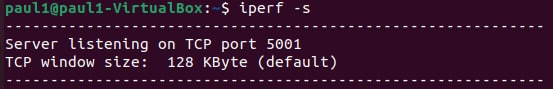 paul1@paul1-VirtualBox:~$ iperf -s
------------------------------------------------------------
Server listening on TCP port 5001
TCP window size:  128 KByte (default)
------------------------------------------------------------